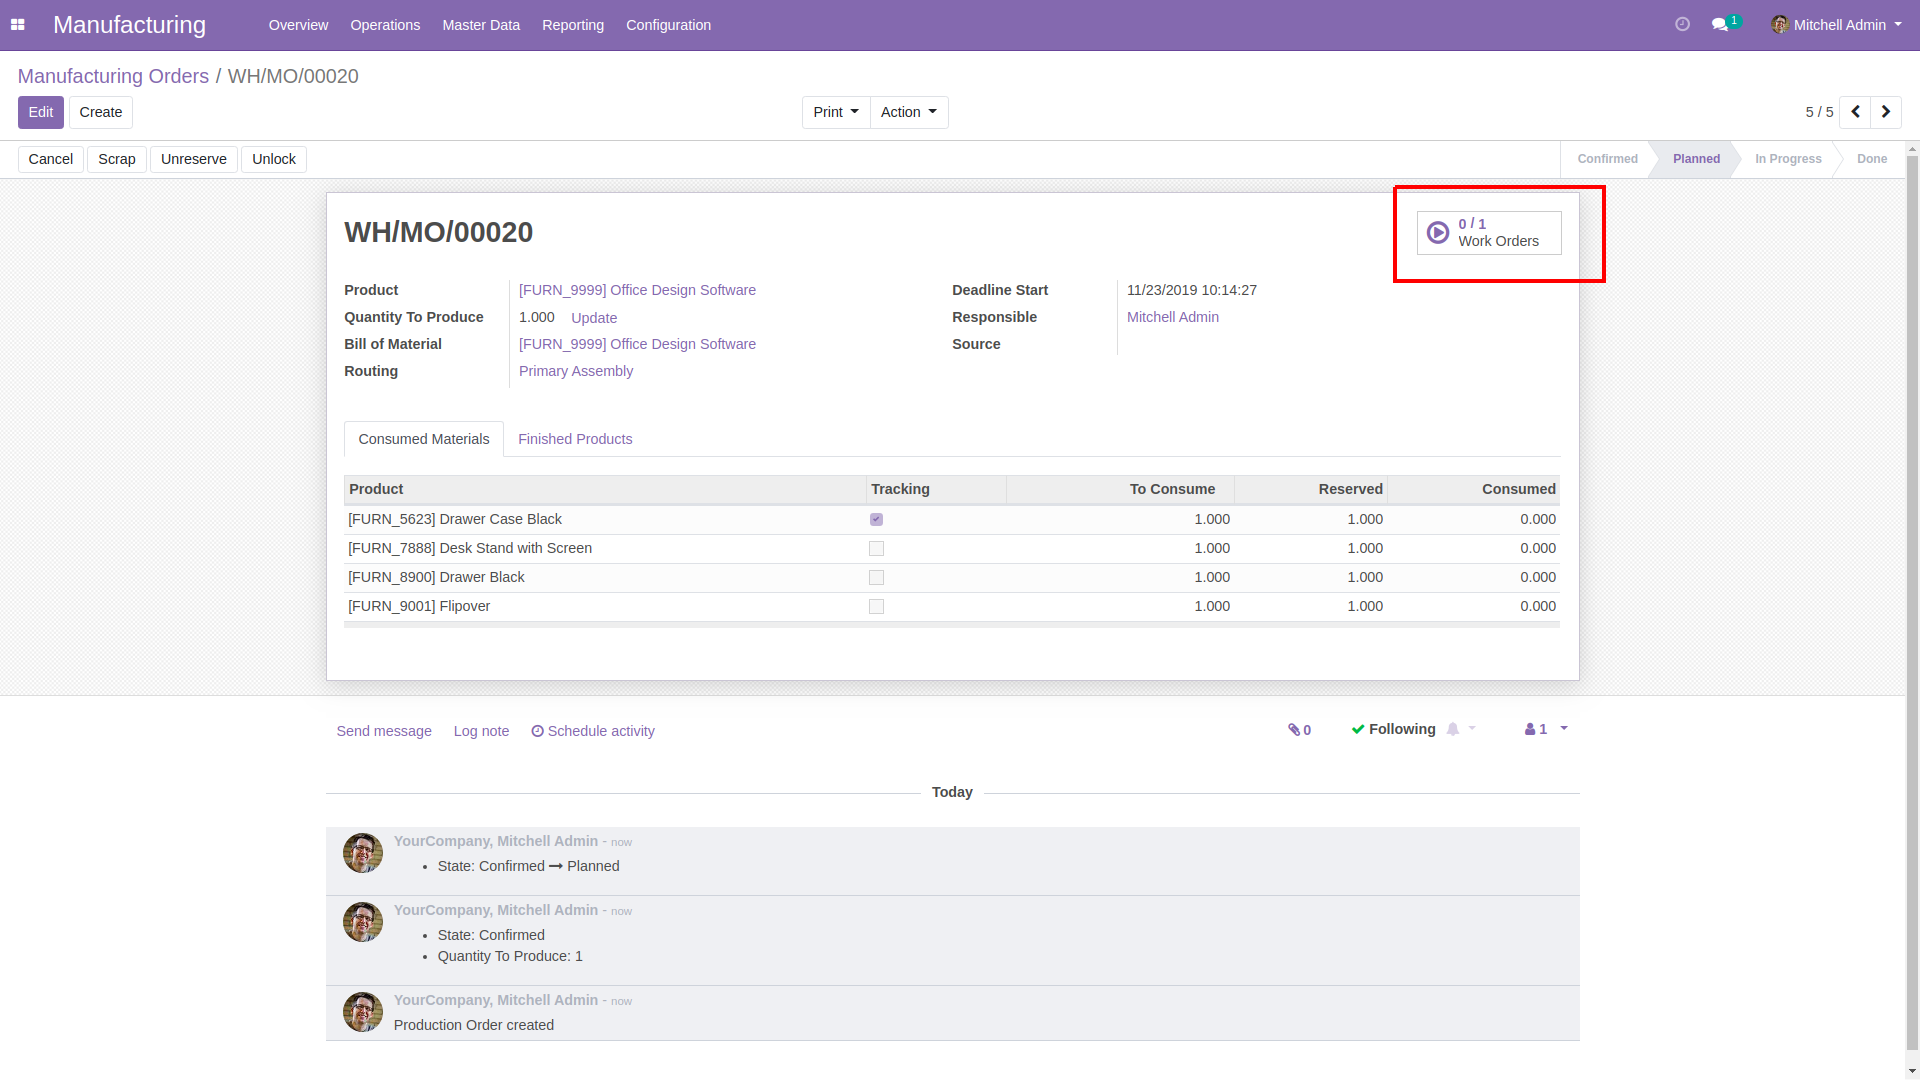 Manufacturing Overview Operations Master Data Reporting Configuration 1 Mitchell Admin
Manufacturing Orders / WH/MO/00020
Edit Create Print Action 5 / 5
Cancel Scrap Unreserve Unlock Confirmed Planned In Progress Done
WH/MO/00020
0 / 1
Work Orders
Product [FURN_9999] Office Design Software Deadline Start 11/23/2019 10:14:27
Quantity To Produce 1.000 Update Responsible Mitchell Admin
Bill of Material [FURN_9999] Office Design Software Source
Routing Primary Assembly
Consumed Materials Finished Products
Product Tracking To Consume Reserved Consumed
[FURN_5623] Drawer Case Black 1.000 1.000 0.000
[FURN_7888] Desk Stand with Screen 1.000 1.000 0.000
[FURN_8900] Drawer Black 1.000 1.000 0.000
[FURN_9001] Flipover 1.000 1.000 0.000
Send message Log note Schedule activity 0 Following 1
Today
YourCompany, Mitchell Admin - now
• State: Confirmed → Planned
YourCompany, Mitchell Admin - now
• State: Confirmed
• Quantity To Produce: 1
YourCompany, Mitchell Admin - now
Production Order created